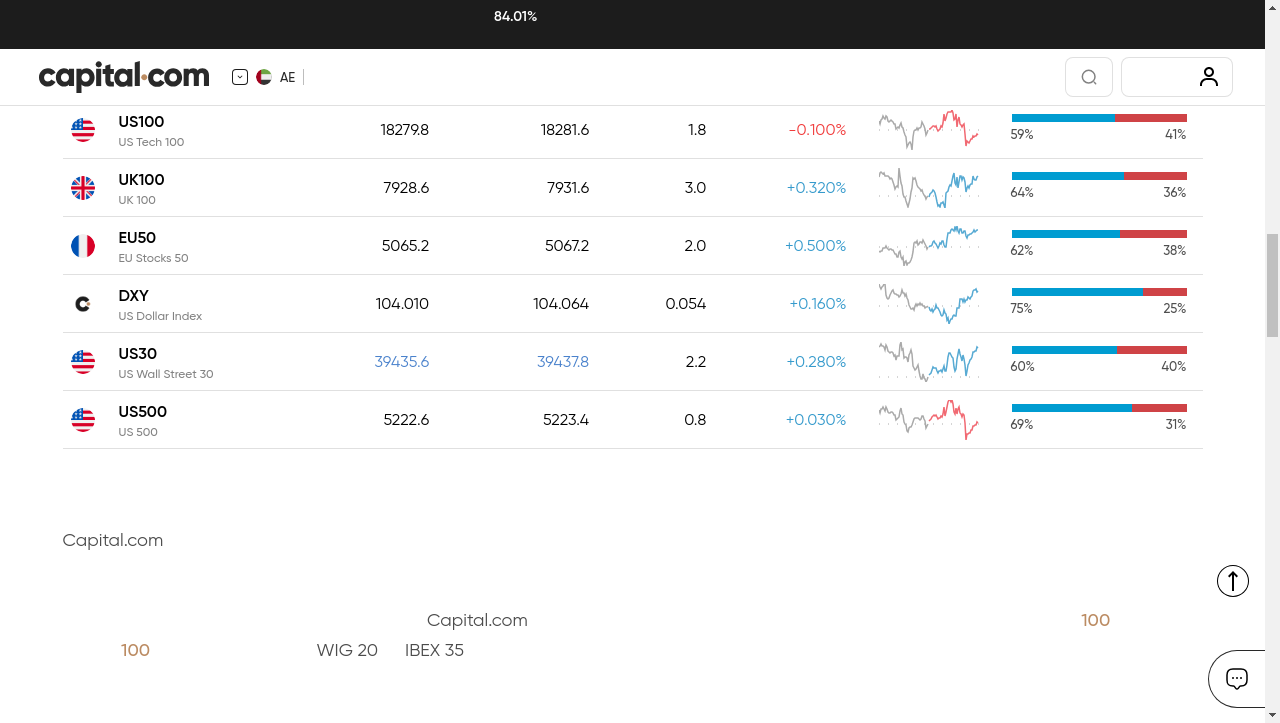 84.01%
capital.com AE
US100 18279.8 18281.6 1.8 -0.100%
US Tech 100 59% 41%
UK100 7928.6 7931.6 3.0 +0.320%
UK 100 64% 36%
EU50 5065.2 5067.2 2.0 +0.500%
EU Stocks 50 62% 38%
DXY 104.010 104.064 0.054 +0.160%
US Dollar Index 75% 25%
US30 39435.6 39437.8 2.2 +0.280%
US Wall Street 30 60% 40%
US500 5222.6 5223.4 0.8 +0.030%
US 500 69% 31%
Capital.com
Capital.com 100
100 WIG 20 IBEX 35